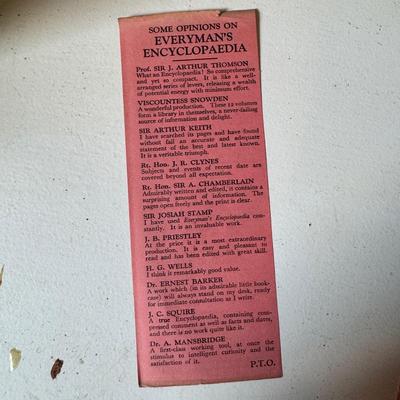 SOME OPINIONS ON
EVERYMAN'S
ENCYCLOPAEDIA
Prof. SIR J. ARTHUR THOMSON
What an Encyclopaedia! So comprehensive
and yet so compact. It is like a well-
arranged series of levers, releasing a wealth
of potential energy with minimum effort.
VISCOUNTESS SNOWDEN
A wonderful production. These 12 volumes
form a library in themselves, a never-failing
source of information and delight.
SIR ARTHUR KEITH
I have searched its pages and have found
without fail an accurate and adequate
statement of the best and latest known.
It is a veritable triumph.
Rt. Hon. J. R. CLYNES
Subjects and events of recent date are
covered beyond all expectation.
Rt. Hon. SIR A. CHAMBERLAIN
Admirably written and edited, it contains a
surprising amount of information. The
pages open freely and the print is clear.
SIR JOSIAH STAMP
I have used Everyman's Encyclopaedia con-
stantly. It is an invaluable work.
J. B. PRIESTLEY
At the price it is a most extraordinary
production. It is easy and pleasant to
read and has been edited with great skill.
H. G. WELLS
I think it remarkably good value.
Dr. ERNEST BARKER
A work which (in its admirable little book-
case) will always stand on my desk, ready
for immediate consultation as I write.
J. C. SQUIRE
A true Encyclopaedia, containing com-
pressed comment as well as facts and dates,
and there is no work quite like it.
Dr. A. MANSBRIDGE
A first-class working tool, at once the
stimulus to intelligent curiosity and the
satisfaction of it.
P.T.O.